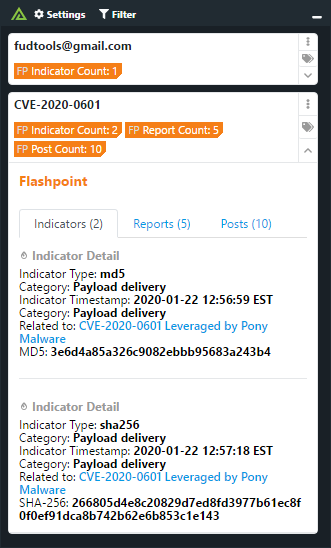 Settings Filter
fudtools@gmail.com
FP Indicator Count: 1
CVE-2020-0601
FP Indicator Count: 2 FP Report Count: 5
FP Post Count: 10
Flashpoint
Indicators (2) Reports (5) Posts (10)
Indicator Detail
Indicator Type: md5
Category: Payload delivery
Indicator Timestamp: 2020-01-22 12:56:59 EST
Category: Payload delivery
Related to: CVE-2020-0601 Leveraged by Pony
Malware
MD5: 3e6d4a85a326c9082ebbb95683a243b4
Indicator Detail
Indicator Type: sha256
Category: Payload delivery
Indicator Timestamp: 2020-01-22 12:57:18 EST
Category: Payload delivery
Related to: CVE-2020-0601 Leveraged by Pony
Malware
SHA-256: 266805d4e8c20829d7ed8fd3977b61ec8f
0f0ef91dca8b742b62e6b853c1e143